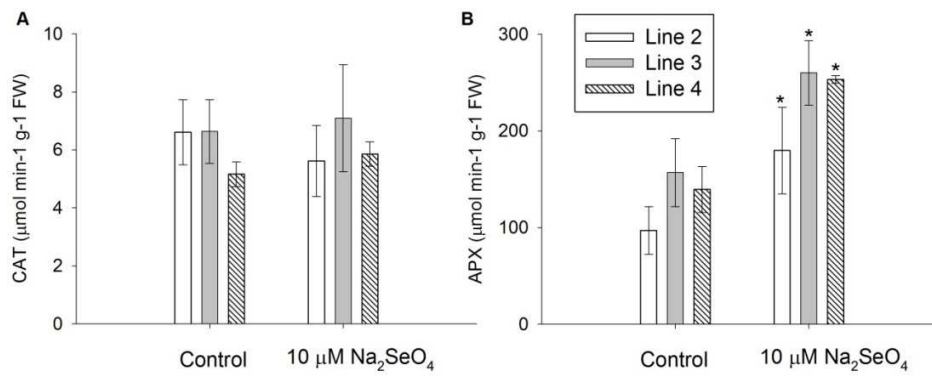 A
CAT (μmol min-1 g-1 FW)
10
8
6
4
2
0
Control
10 μM Na₂SeO₄
B
APX (μmol min-1 g-1 FW)
300
200
100
0
Line 2
Line 3
Line 4
*
*
*
Control
10 μM Na₂SeO₄